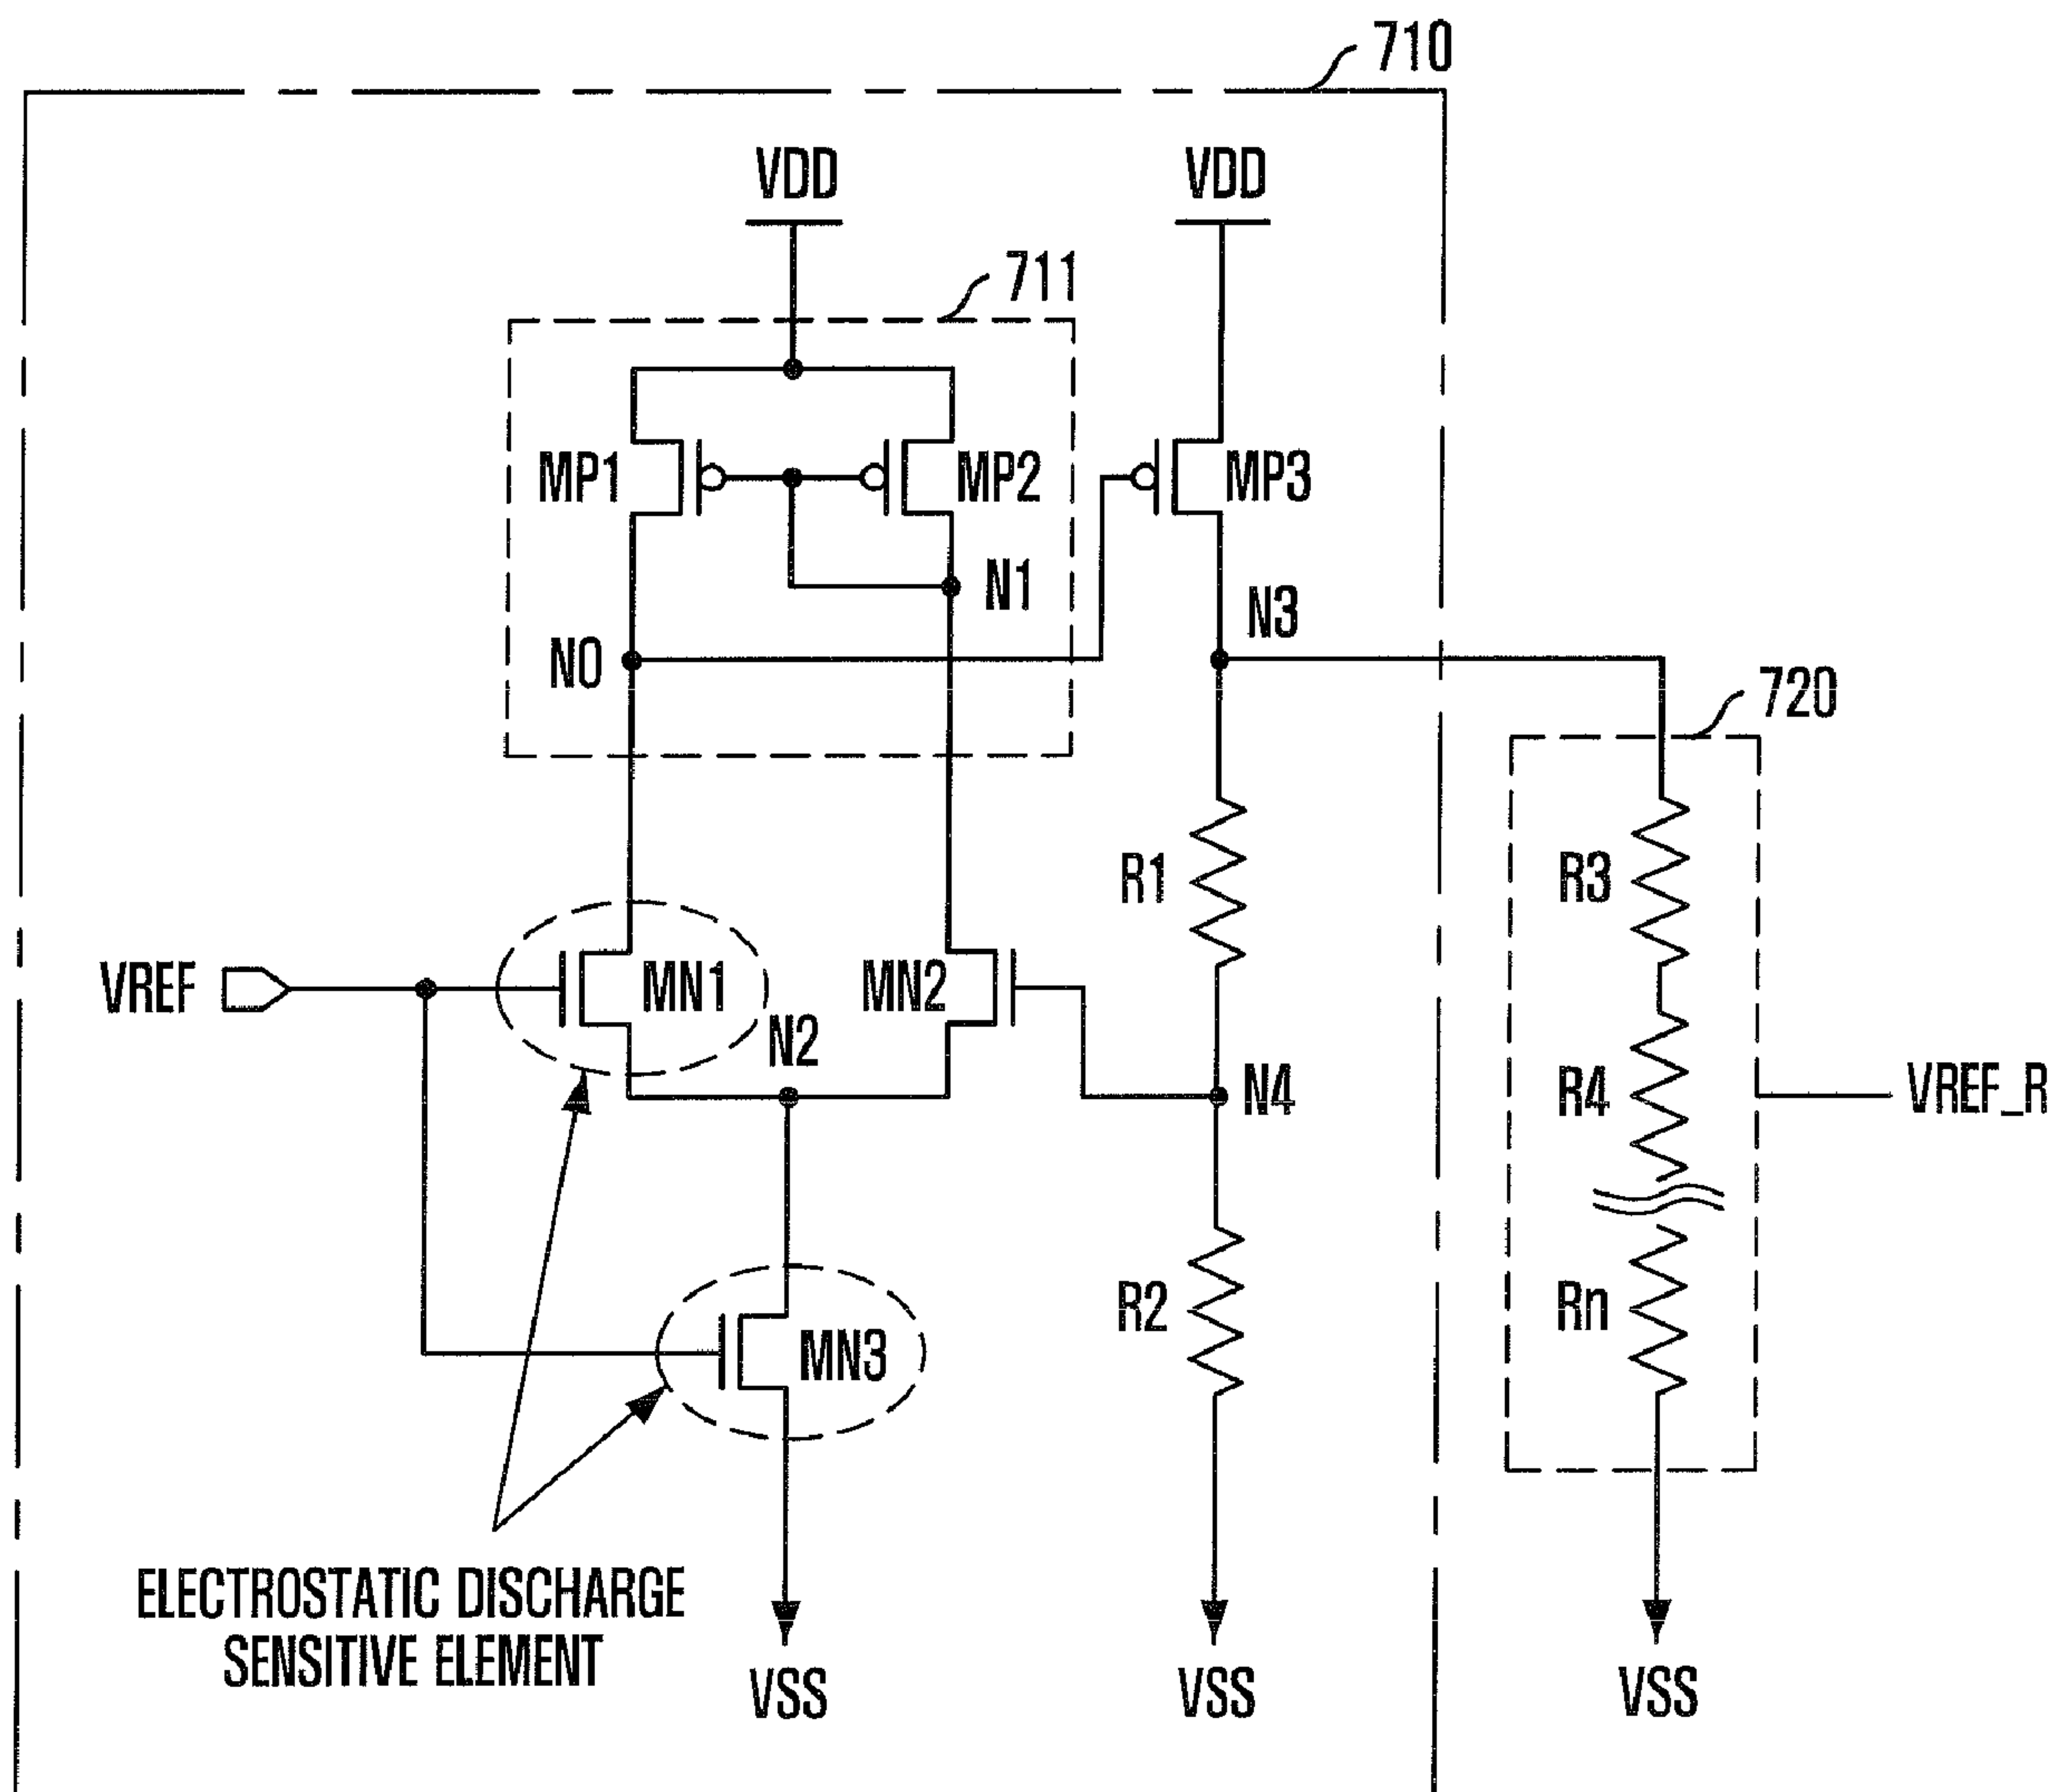 710
VDD
VDD
711
MP1
MP2
MP3
N1
N3
N0
720
R1
R3
VREF
MN1
MN2
N2
N4
R4
VREF_R
R2
Rn
MN3
ELECTROSTATIC DISCHARGE
SENSITIVE ELEMENT
VSS
VSS
VSS